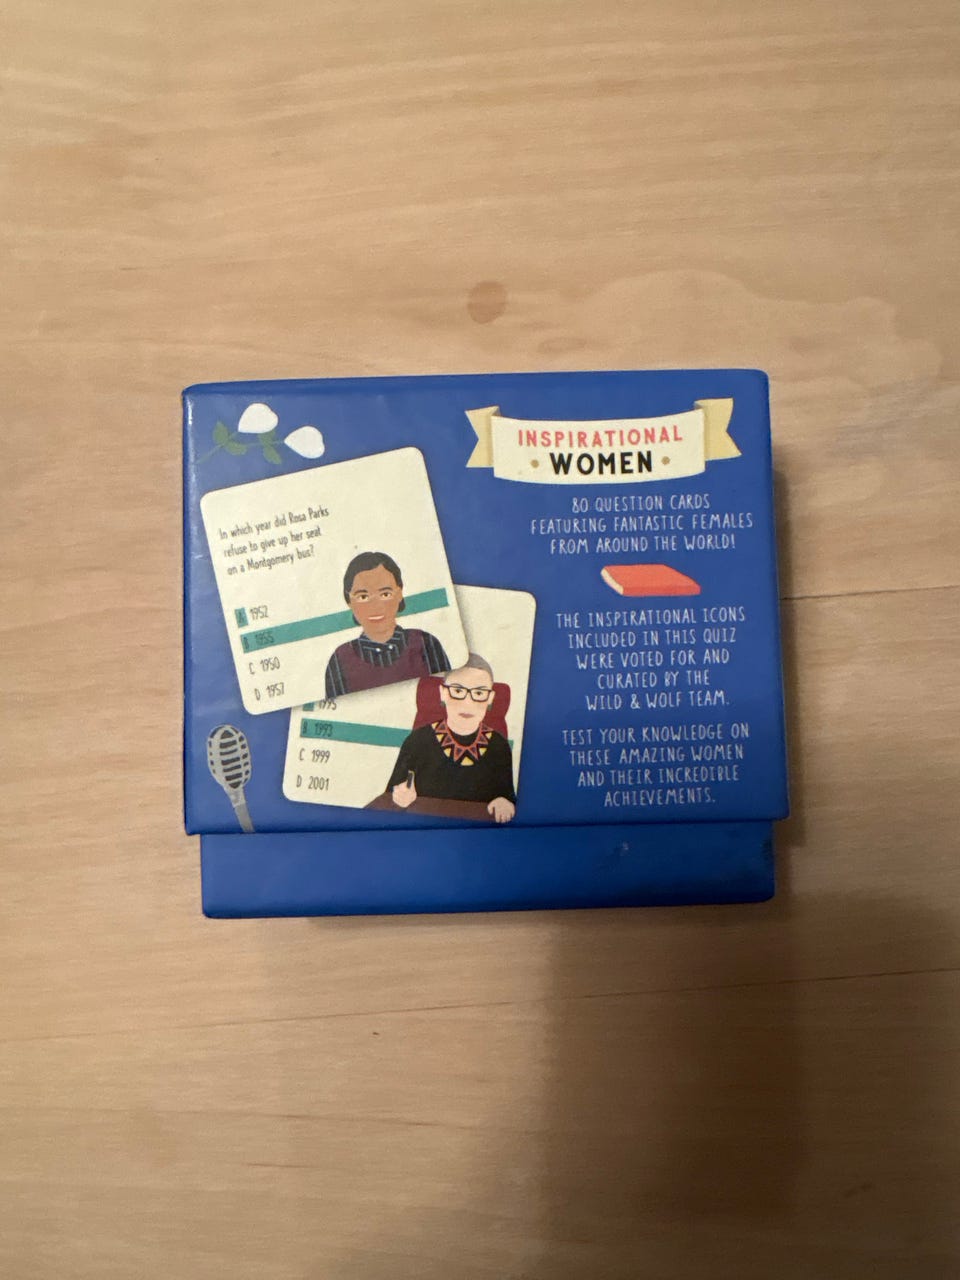 In which year did Rosa Parks
refuse to give up her seat
on a Montgomery bus?
A 1952
B 1955
C 1950
D 1957
1995
B 1993
C 1999
D 2001
INSPIRATIONAL
WOMEN
80 QUESTION CARDS
FEATURING FANTASTIC FEMALES
FROM AROUND THE WORLD!
THE INSPIRATIONAL ICONS
INCLUDED IN THIS QUIZ
WERE VOTED FOR AND
CURATED BY THE
WILD & WOLF TEAM.
TEST YOUR KNOWLEDGE ON
THESE AMAZING WOMEN
AND THEIR INCREDIBLE
ACHIEVEMENTS.